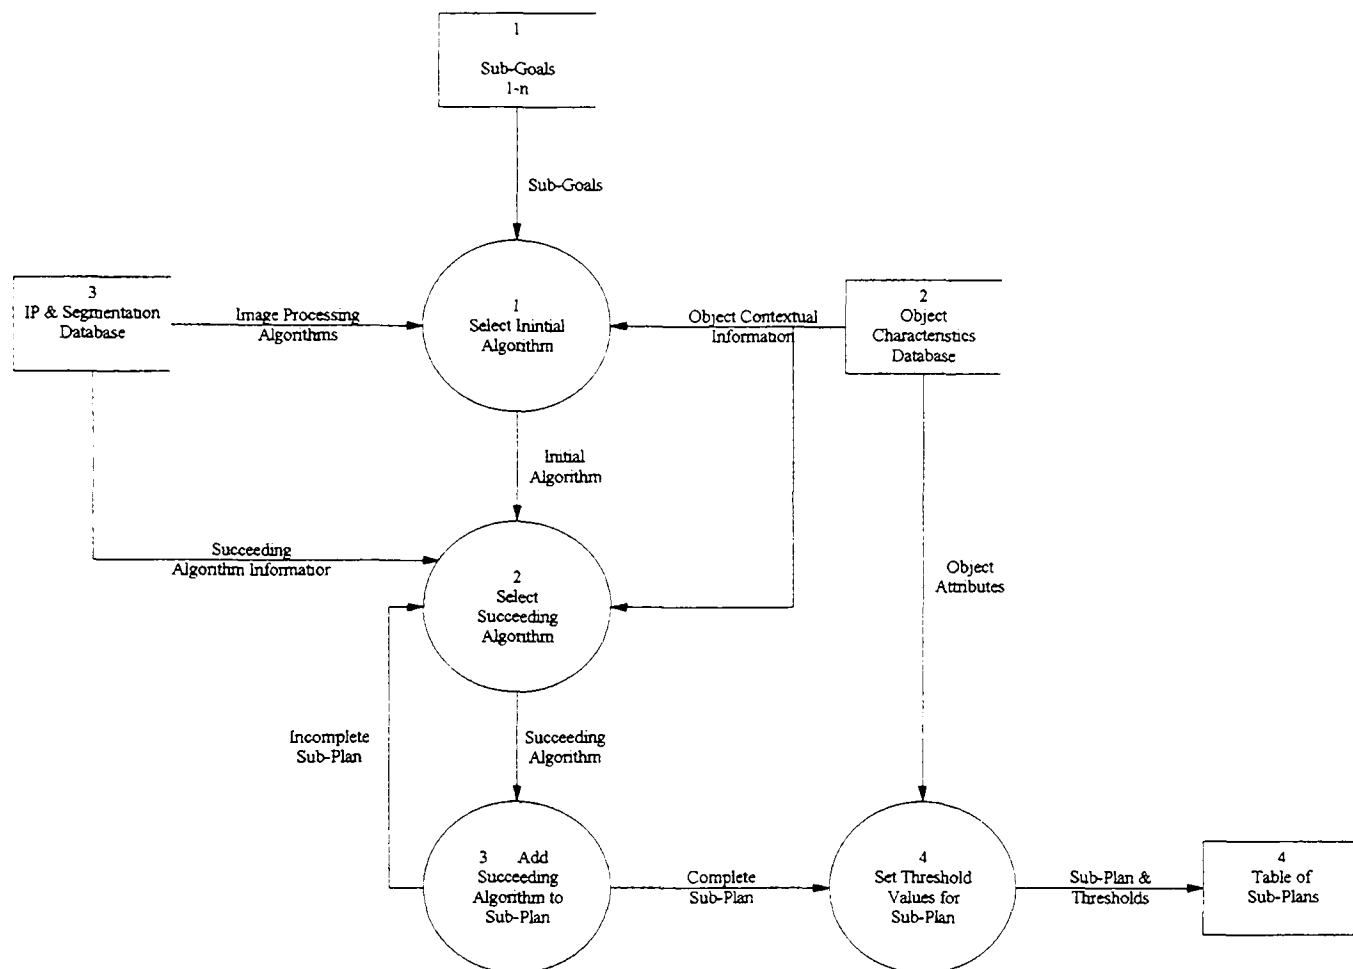 1
Sub-Goals
1-n
Sub-Goals
3
IP & Segmentation
Database
Image Processing
Algorithms
1
Select Inintial
Algorithm
Object Contextual
Information
2
Object
Characteristics
Database
Initial
Algorithm
Succeeding
Algorithm Information
2
Select
Succeeding
Algorithm
Object
Attributes
Incomplete
Sub-Plan
Succeeding
Algorithm
3 Add
Succeeding
Algorithm to
Sub-Plan
Complete
Sub-Plan
4
Set Threshold
Values for
Sub-Plan
Sub-Plan &
Thresholds
4
Table of
Sub-Plans